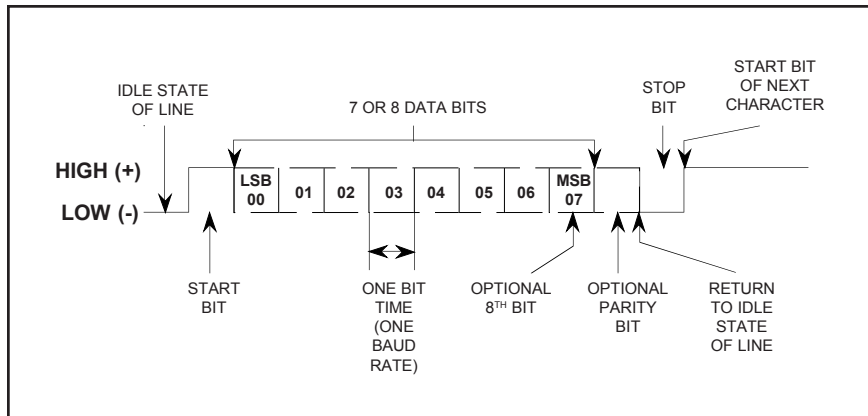 IDLE STATE
OF LINE
7 OR 8 DATA BITS
STOP
BIT
START BIT
OF NEXT
CHARACTER
HIGH (+)
LOW (-)
LSB
00
01
02
03
04
05
06
MSB
07
START
BIT
ONE BIT
TIME
(ONE
BAUD
RATE)
OPTIONAL
8TH BIT
OPTIONAL
PARITY
BIT
RETURN
TO IDLE
STATE
OF LINE